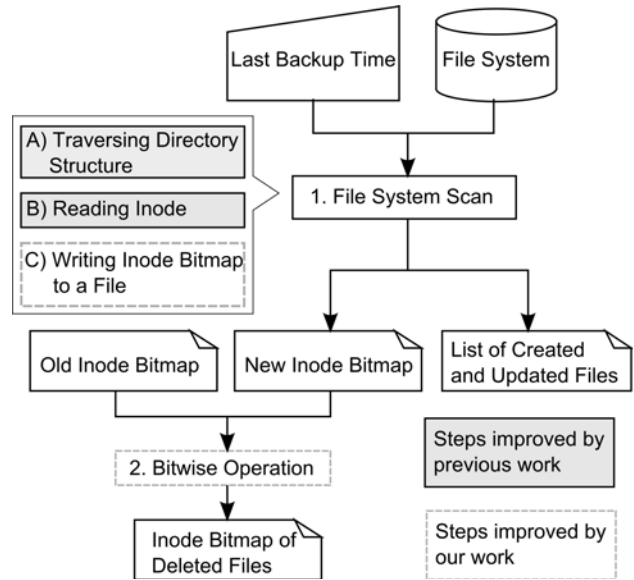 Last Backup Time
File System
A) Traversing Directory
Structure
B) Reading Inode
C) Writing Inode Bitmap
to a File
1. File System Scan
Old Inode Bitmap
New Inode Bitmap
List of Created
and Updated Files
2. Bitwise Operation
Steps improved by
previous work
Inode Bitmap of
Deleted Files
Steps improved by
our work